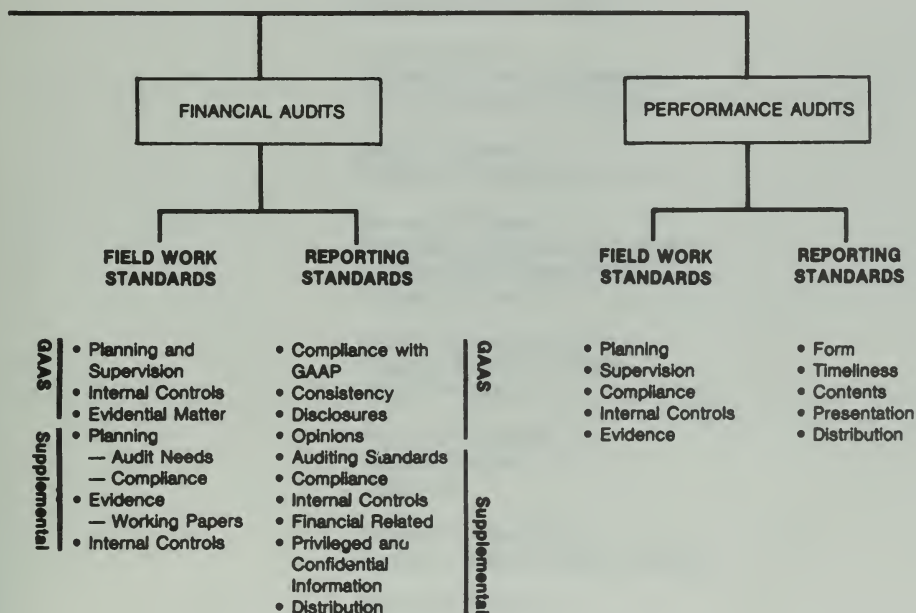 FINANCIAL AUDITS
FIELD WORK
STANDARDS
REPORTING
STANDARDS
GAAS
• Planning and
Supervision
• Internal Controls
• Evidential Matter
Supplemental
• Planning
— Audit Needs
— Compliance
• Evidence
— Working Papers
• Internal Controls
• Compliance with
GAAP
• Consistency
• Disclosures
• Opinions
• Auditing Standards
• Compliance
• Internal Controls
• Financial Related
• Privileged and
Confidential
Information
• Distribution
GAAS
Supplemental
PERFORMANCE AUDITS
FIELD WORK
STANDARDS
REPORTING
STANDARDS
• Planning
• Supervision
• Compliance
• Internal Controls
• Evidence
• Form
• Timeliness
• Contents
• Presentation
• Distribution